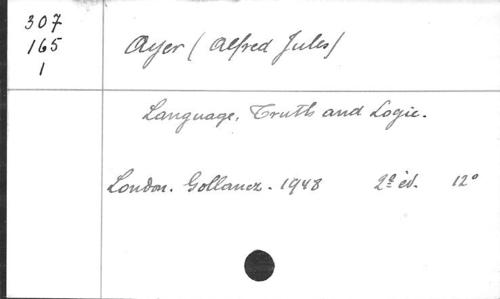 307
165
1
Ayer (Alfred Jules)
Language, Truth and Logic.
London. Gollancz. 1948 2e éd. 12°